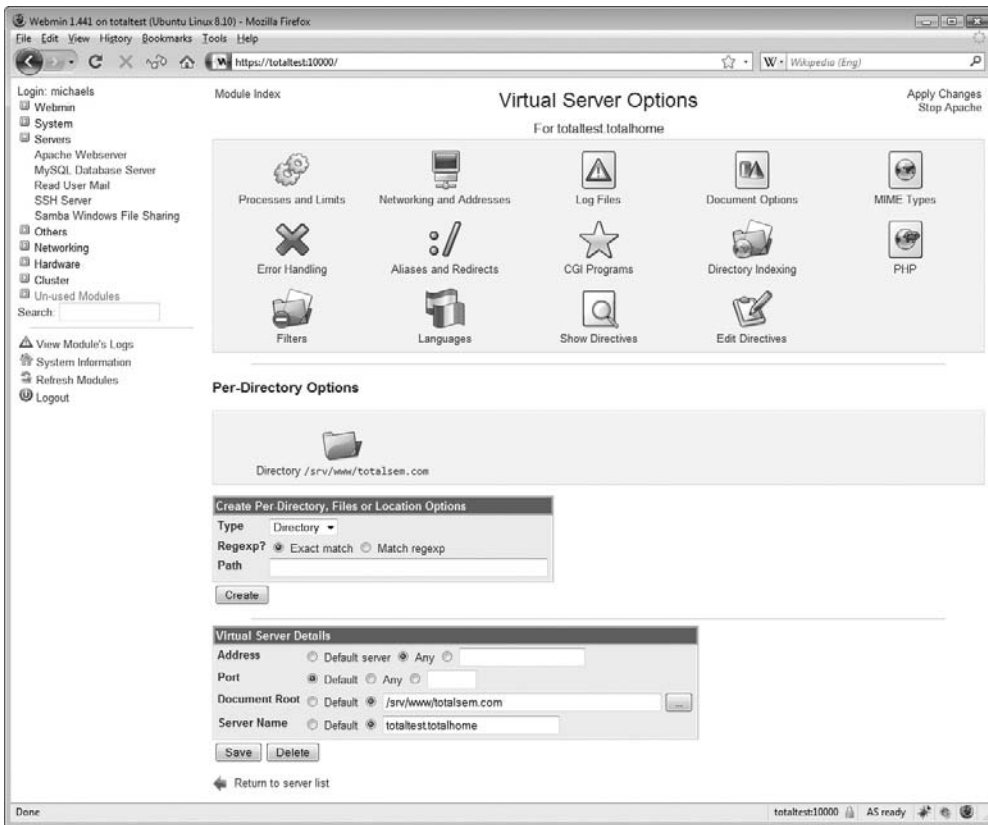 Webmin 1.441 on totaltest (Ubuntu Linux 8.10) - Mozilla Firefox
File Edit View History Bookmarks Tools Help
https://totaltest:10000/
W Wikipedia (Eng)
Login: michaels
Webmin
System
Servers
Apache Webserver
MySQL Database Server
Read User Mail
SSH Server
Samba Windows File Sharing
Others
Networking
Hardware
Cluster
Un-used Modules
Search:
View Module's Logs
System Information
Refresh Modules
Logout
Module Index
Virtual Server Options
For totaltest.totalhome
Apply Changes
Stop Apache
Processes and Limits Networking and Addresses Log Files Document Options MIME Types
Error Handling Aliases and Redirects CGI Programs Directory Indexing PHP
Filters Languages Show Directives Edit Directives
Per-Directory Options
Directory /srv/www/totalsem.com
Create Per-Directory, Files or Location Options
Type Directory
Regexp? Exact match Match regexp
Path
Create
Virtual Server Details
Address Default server Any
Port Default Any
Document Root Default /srv/www/totalsem.com ...
Server Name Default totaltest.totalhome
Save Delete
Return to server list
Done totaltest:10000 AS ready